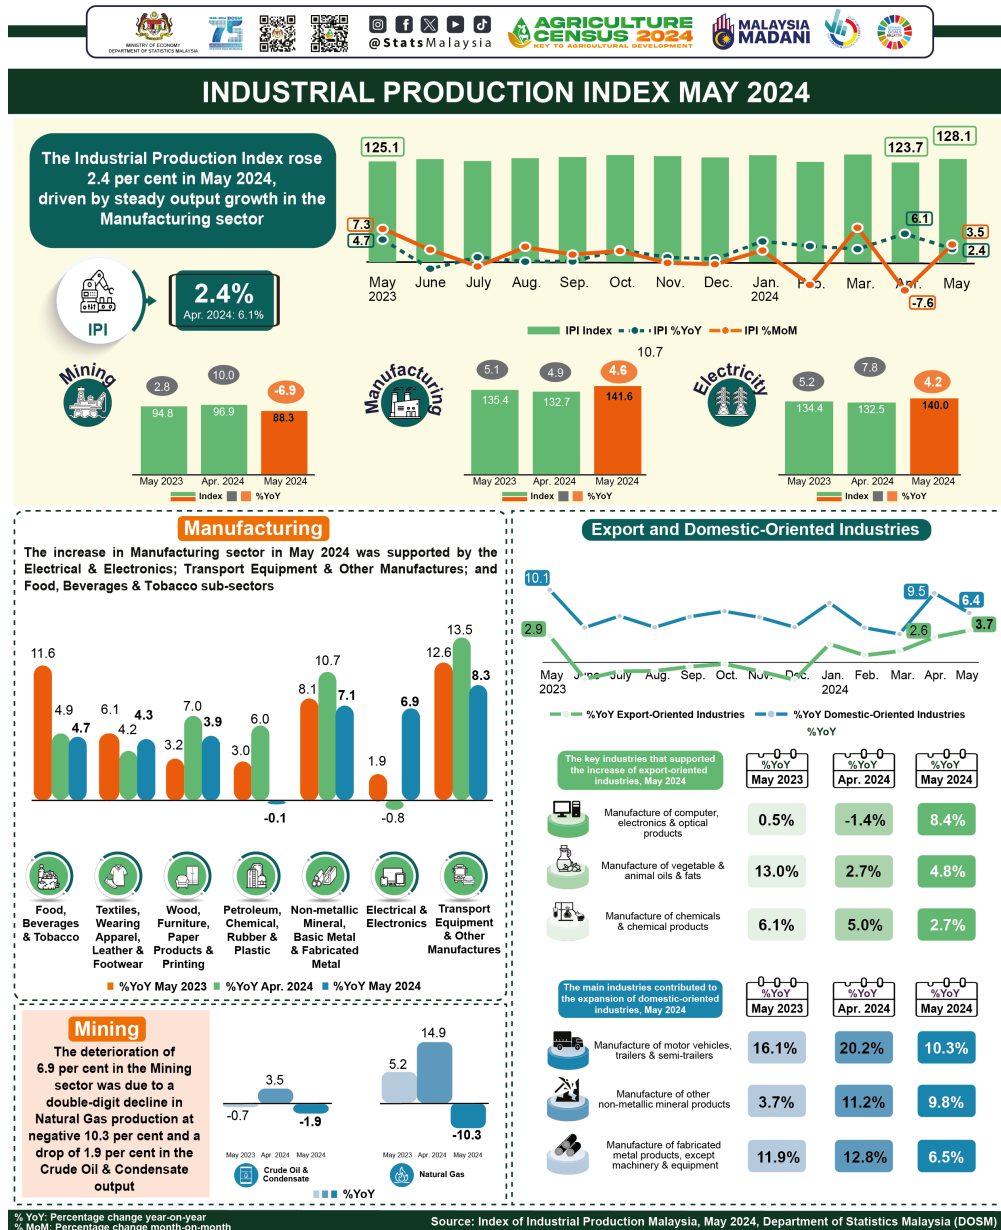 MINISTRY OF ECONOMY
DEPARTMENT OF STATISTICS MALAYSIA
75
@StatsMalaysia
AGRICULTURE
CENSUS 2024
KEY TO AGRICULTURAL DEVELOPMENT
MALAYSIA
MADANI
INDUSTRIAL PRODUCTION INDEX MAY 2024
The Industrial Production Index rose
2.4 per cent in May 2024,
driven by steady output growth in the
Manufacturing sector
IPI
2.4%
Apr. 2024: 6.1%
125.1
123.7
128.1
7.3
4.7
6.1
3.5
2.4
-7.6
May June July Aug. Sep. Oct. Nov. Dec. Jan. Feb. Mar. Apr. May
2023 2024
IPI Index IPI %YoY IPI %MoM
Mining
2.8 10.0 -6.9
94.8 96.9 88.3
May 2023 Apr. 2024 May 2024
Index %YoY
Manufacturing
10.7
5.1 4.9 4.6
135.4 132.7 141.6
May 2023 Apr. 2024 May 2024
Index %YoY
Electricity
5.2 7.8 4.2
134.4 132.5 140.0
May 2023 Apr. 2024 May 2024
Index %YoY
Manufacturing
The increase in Manufacturing sector in May 2024 was supported by the
Electrical & Electronics; Transport Equipment & Other Manufactures; and
Food, Beverages & Tobacco sub-sectors
11.6 4.9 4.7
6.1 4.2 4.3
3.2 7.0 3.9
3.0 6.0 -0.1
8.1 10.7 7.1
1.9 -0.8 6.9
12.6 13.5 8.3
Food,
Beverages
& Tobacco
Textiles,
Wearing
Apparel,
Leather &
Footwear
Wood,
Furniture,
Paper
Products &
Printing
Petroleum,
Chemical,
Rubber &
Plastic
Non-metallic
Mineral,
Basic Metal
& Fabricated
Metal
Electrical &
Electronics
Transport
Equipment
& Other
Manufactures
%YoY May 2023 %YoY Apr. 2024 %YoY May 2024
Mining
The deterioration of
6.9 per cent in the Mining
sector was due to a
double-digit decline in
Natural Gas production at
negative 10.3 per cent and a
drop of 1.9 per cent in the
Crude Oil & Condensate
output
-0.7 3.5 -1.9
May 2023 Apr. 2024 May 2024
Crude Oil &
Condensate
5.2 14.9 -10.3
May 2023 Apr. 2024 May 2024
Natural Gas
%YoY
Export and Domestic-Oriented Industries
10.1
9.5
6.4
2.9
2.6
3.7
May June July Aug. Sep. Oct. Nov. Dec. Jan. Feb. Mar. Apr. May
2023 2024
%YoY Export-Oriented Industries %YoY Domestic-Oriented Industries
%YoY
The key industries that supported
the increase of export-oriented
industries, May 2024
%YoY %YoY %YoY
May 2023 Apr. 2024 May 2024
Manufacture of computer,
electronics & optical
products
0.5% -1.4% 8.4%
Manufacture of vegetable &
animal oils & fats
13.0% 2.7% 4.8%
Manufacture of chemicals
& chemical products
6.1% 5.0% 2.7%
The main industries contributed to
the expansion of domestic-oriented
industries, May 2024
%YoY %YoY %YoY
May 2023 Apr. 2024 May 2024
Manufacture of motor vehicles,
trailers & semi-trailers
16.1% 20.2% 10.3%
Manufacture of other
non-metallic mineral products
3.7% 11.2% 9.8%
Manufacture of fabricated
metal products, except
machinery & equipment
11.9% 12.8% 6.5%
% YoY: Percentage change year-on-year
% MoM: Percentage change month-on-month
Source: Index of Industrial Production Malaysia, May 2024, Department of Statistics Malaysia (DOSM)